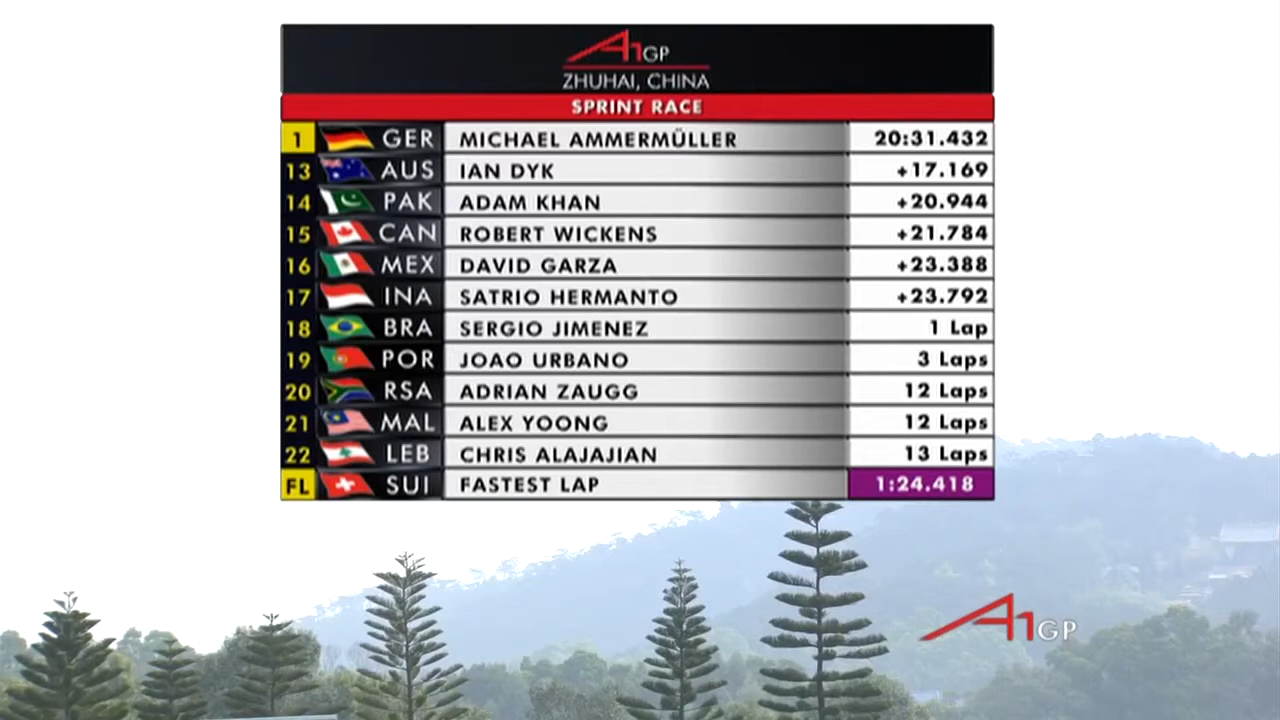 A1GP
ZHUHAI, CHINA
SPRINT RACE
1 GER MICHAEL AMMERMÜLLER 20:31.432
13 AUS IAN DYK +17.169
14 PAK ADAM KHAN +20.944
15 CAN ROBERT WICKENS +21.784
16 MEX DAVID GARZA +23.388
17 INA SATRIO HERMANTO +23.792
18 BRA SERGIO JIMENEZ 1 Lap
19 POR JOAO URBANO 3 Laps
20 RSA ADRIAN ZAUGG 12 Laps
21 MAL ALEX YOONG 12 Laps
22 LEB CHRIS ALAJAJIAN 13 Laps
FL SUI FASTEST LAP 1:24.418
A1GP